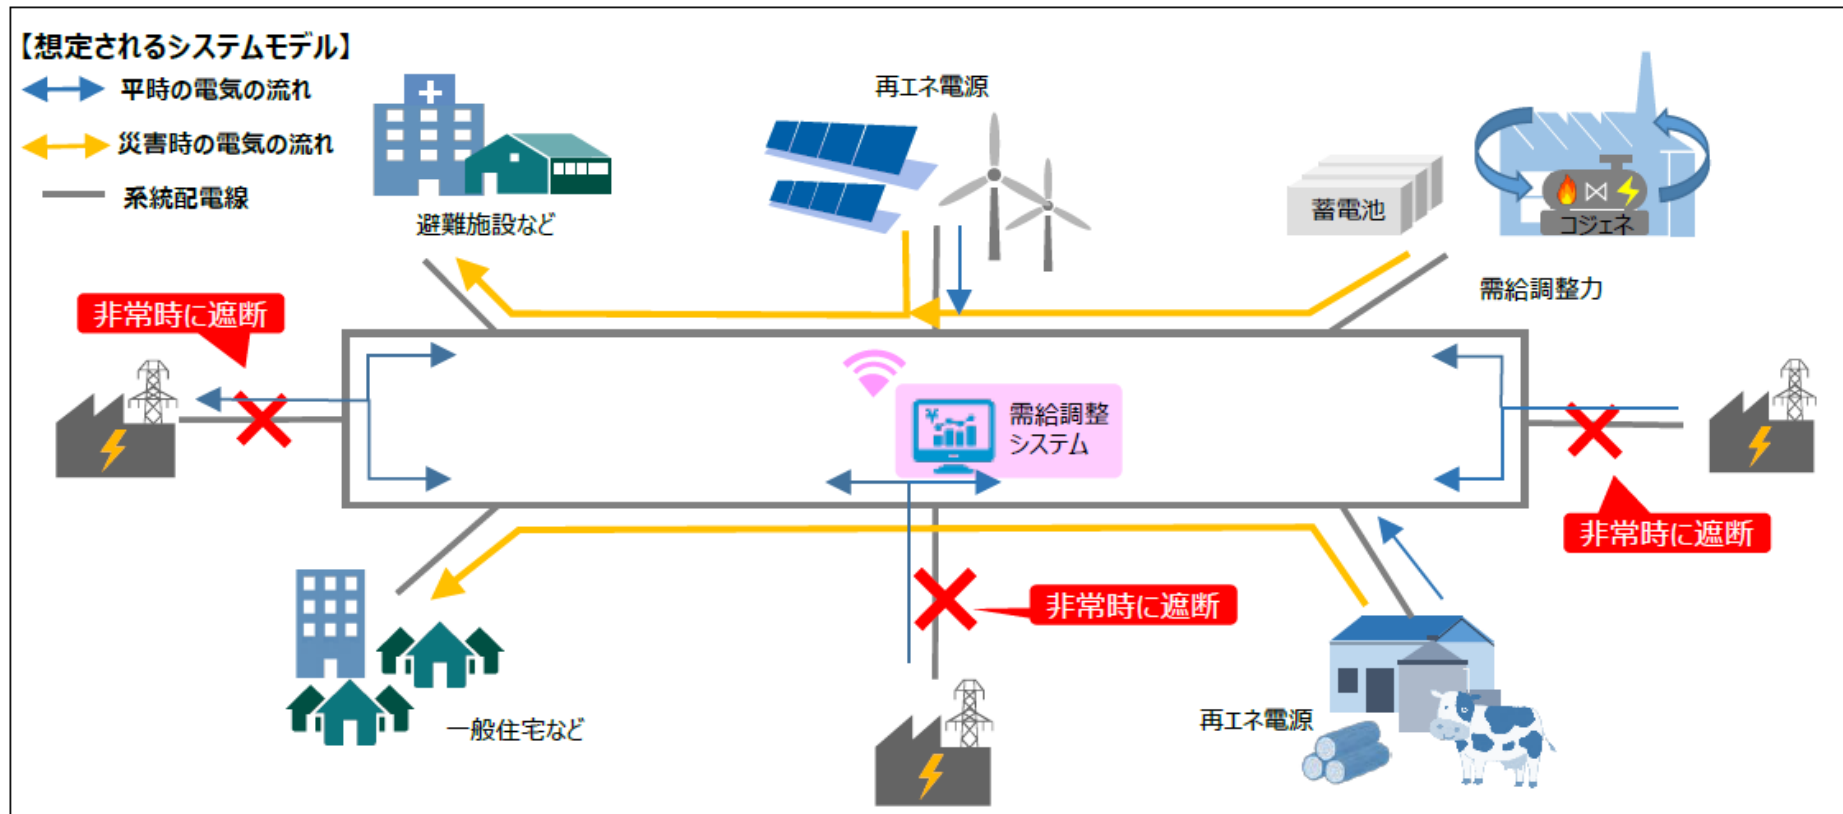 【想定されるシステムモデル】
平時の電気の流れ
災害時の電気の流れ
系統配電線
避難施設など
再エネ電源
蓄電池
コジェネ
需給調整力
非常時に遮断
¥
需給調整
システム
非常時に遮断
非常時に遮断
一般住宅など
再エネ電源